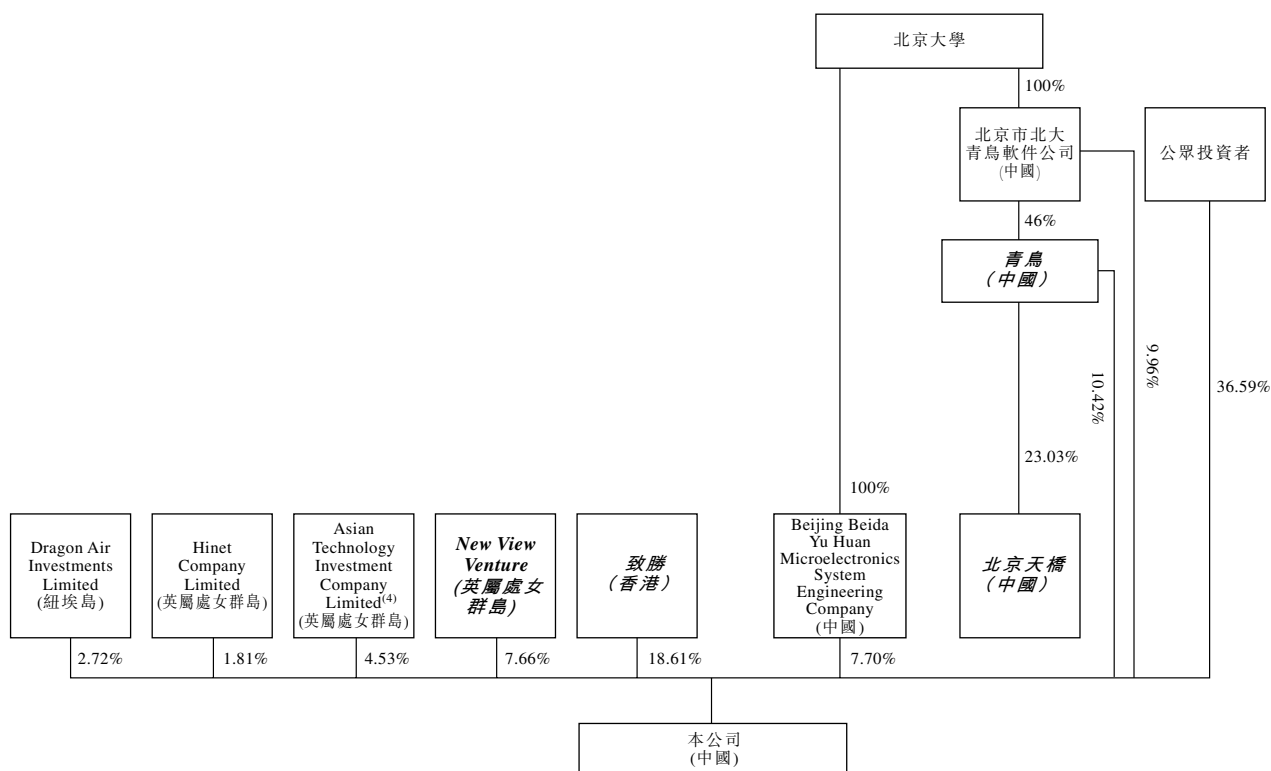 北京大學
100%
北京市北大
青鳥軟件公司
(中國)
公眾投資者
46%
青鳥
（中國）
9.96%
10.42%
36.59%
23.03%
100%
Dragon Air
Investments
Limited
(紐埃島)
Hinet
Company
Limited
(英屬處女群島)
Asian
Technology
Investment
Company
Limited(4)
(英屬處女群島)
New View
Venture
(英屬處女
群島)
致勝
（香港）
Beijing Beida
Yu Huan
Microelectronics
System
Engineering
Company
(中國)
北京天橋
（中國）
2.72%
1.81%
4.53%
7.66%
18.61%
7.70%
本公司
(中國)